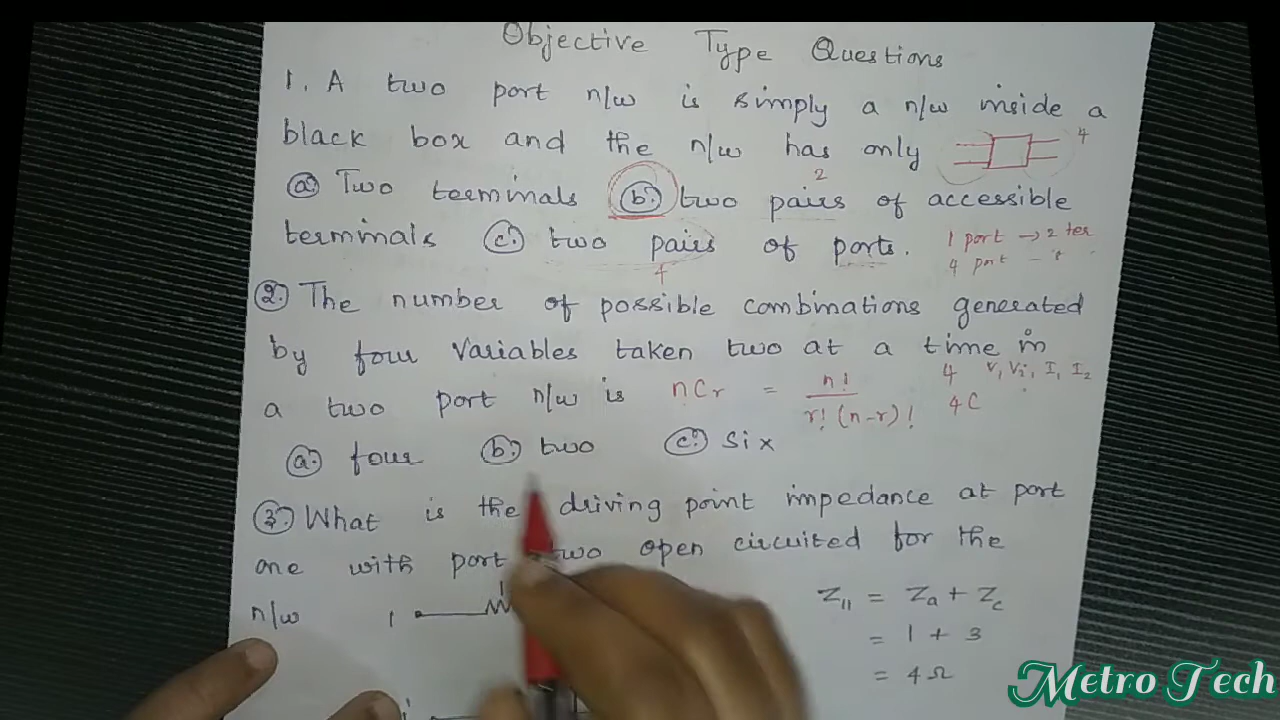 Objective Type Questions
1. A two port n/w is simply a n/w inside a
black box and the n/w has only
4
2
(a) Two terminals (b) two pairs of accessible
terminals (c) two pairs of ports.
4
1 port → 2 ter
4 port -
(2) The number of possible combinations generated
by four variables taken two at a time in
4 V1 V2, I1, I2
a two port n/w is nCr = n! / r!(n-r)!
4C
(a) four (b) two (c) six
(3) What is the driving point impedance at port
one with port two open circuited for the
n/w 1
Z11 = Za + Zc
= 1 + 3
= 4Ω
Metro Tech